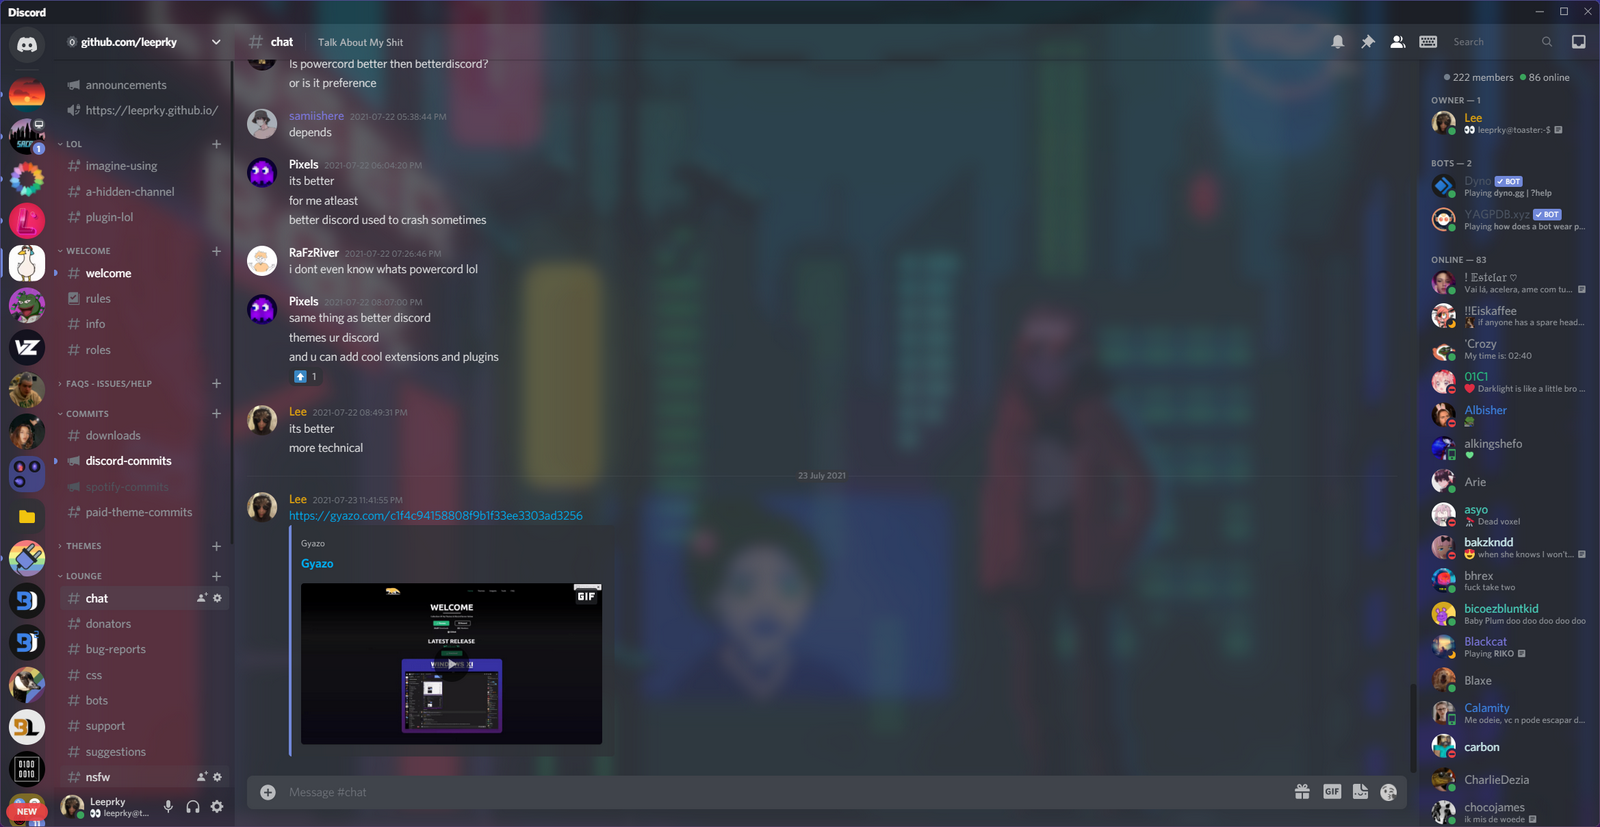 Discord
github.com/leeprky
announcements
https://leeprky.github.io/
LOL
imagine-using
a-hidden-channel
plugin-lol
WELCOME
welcome
rules
info
roles
FAQS - ISSUES/HELP
COMMITS
downloads
discord-commits
spotify-commits
paid-theme-commits
THEMES
LOUNGE
chat
donators
bug-reports
css
bots
support
suggestions
nsfw
NEW
Leeprky
leeprky@t...
# chat
Talk About My Shit
Search
Is powercord better then betterdiscord?
or is it preference
samiishere 2021-07-22 05:38:44 PM
depends
Pixels 2021-07-22 06:04:20 PM
its better
for me atleast
better discord used to crash sometimes
RaFzRiver 2021-07-22 07:26:46 PM
i dont even know whats powercord lol
Pixels 2021-07-22 08:07:00 PM
same thing as better discord
themes ur discord
and u can add cool extensions and plugins
1
Lee 2021-07-22 08:49:31 PM
its better
more technical
23 July 2021
Lee 2021-07-23 11:41:55 PM
https://gyazo.com/c1f4c94158808f9b1f33ee3303ad3256
Gyazo
Gyazo
GIF
WELCOME
LATEST RELEASE
Message #chat
GIF
222 members 86 online
OWNER — 1
Lee
leeprky@toaster:~$
BOTS — 2
Dyno BOT
Playing dyno.gg | ?help
YAGPDB.xyz BOT
Playing how does a bot wear p...
ONLINE — 83
! 𝔼𝕤𝕥𝕖𝕝𝕒𝕣 ♡
Vai lá, acelera, ame com tu...
!!Eiskaffee
if anyone has a spare head...
'Crozy
My time is: 02:40
01C1
Darklight is like a little bro ...
Albisher
alkingshefo
Arie
asyo
Dead voxel
bakzkndd
when she knows I won't...
bhrex
fuck take two
bicoezbluntkid
Baby Plum doo doo doo doo doo
Blackcat
Playing RIKO
Blaxe
Calamity
Me odeie, vc n pode escapar d...
carbon
CharlieDezia
chocojames
ik mis de woede